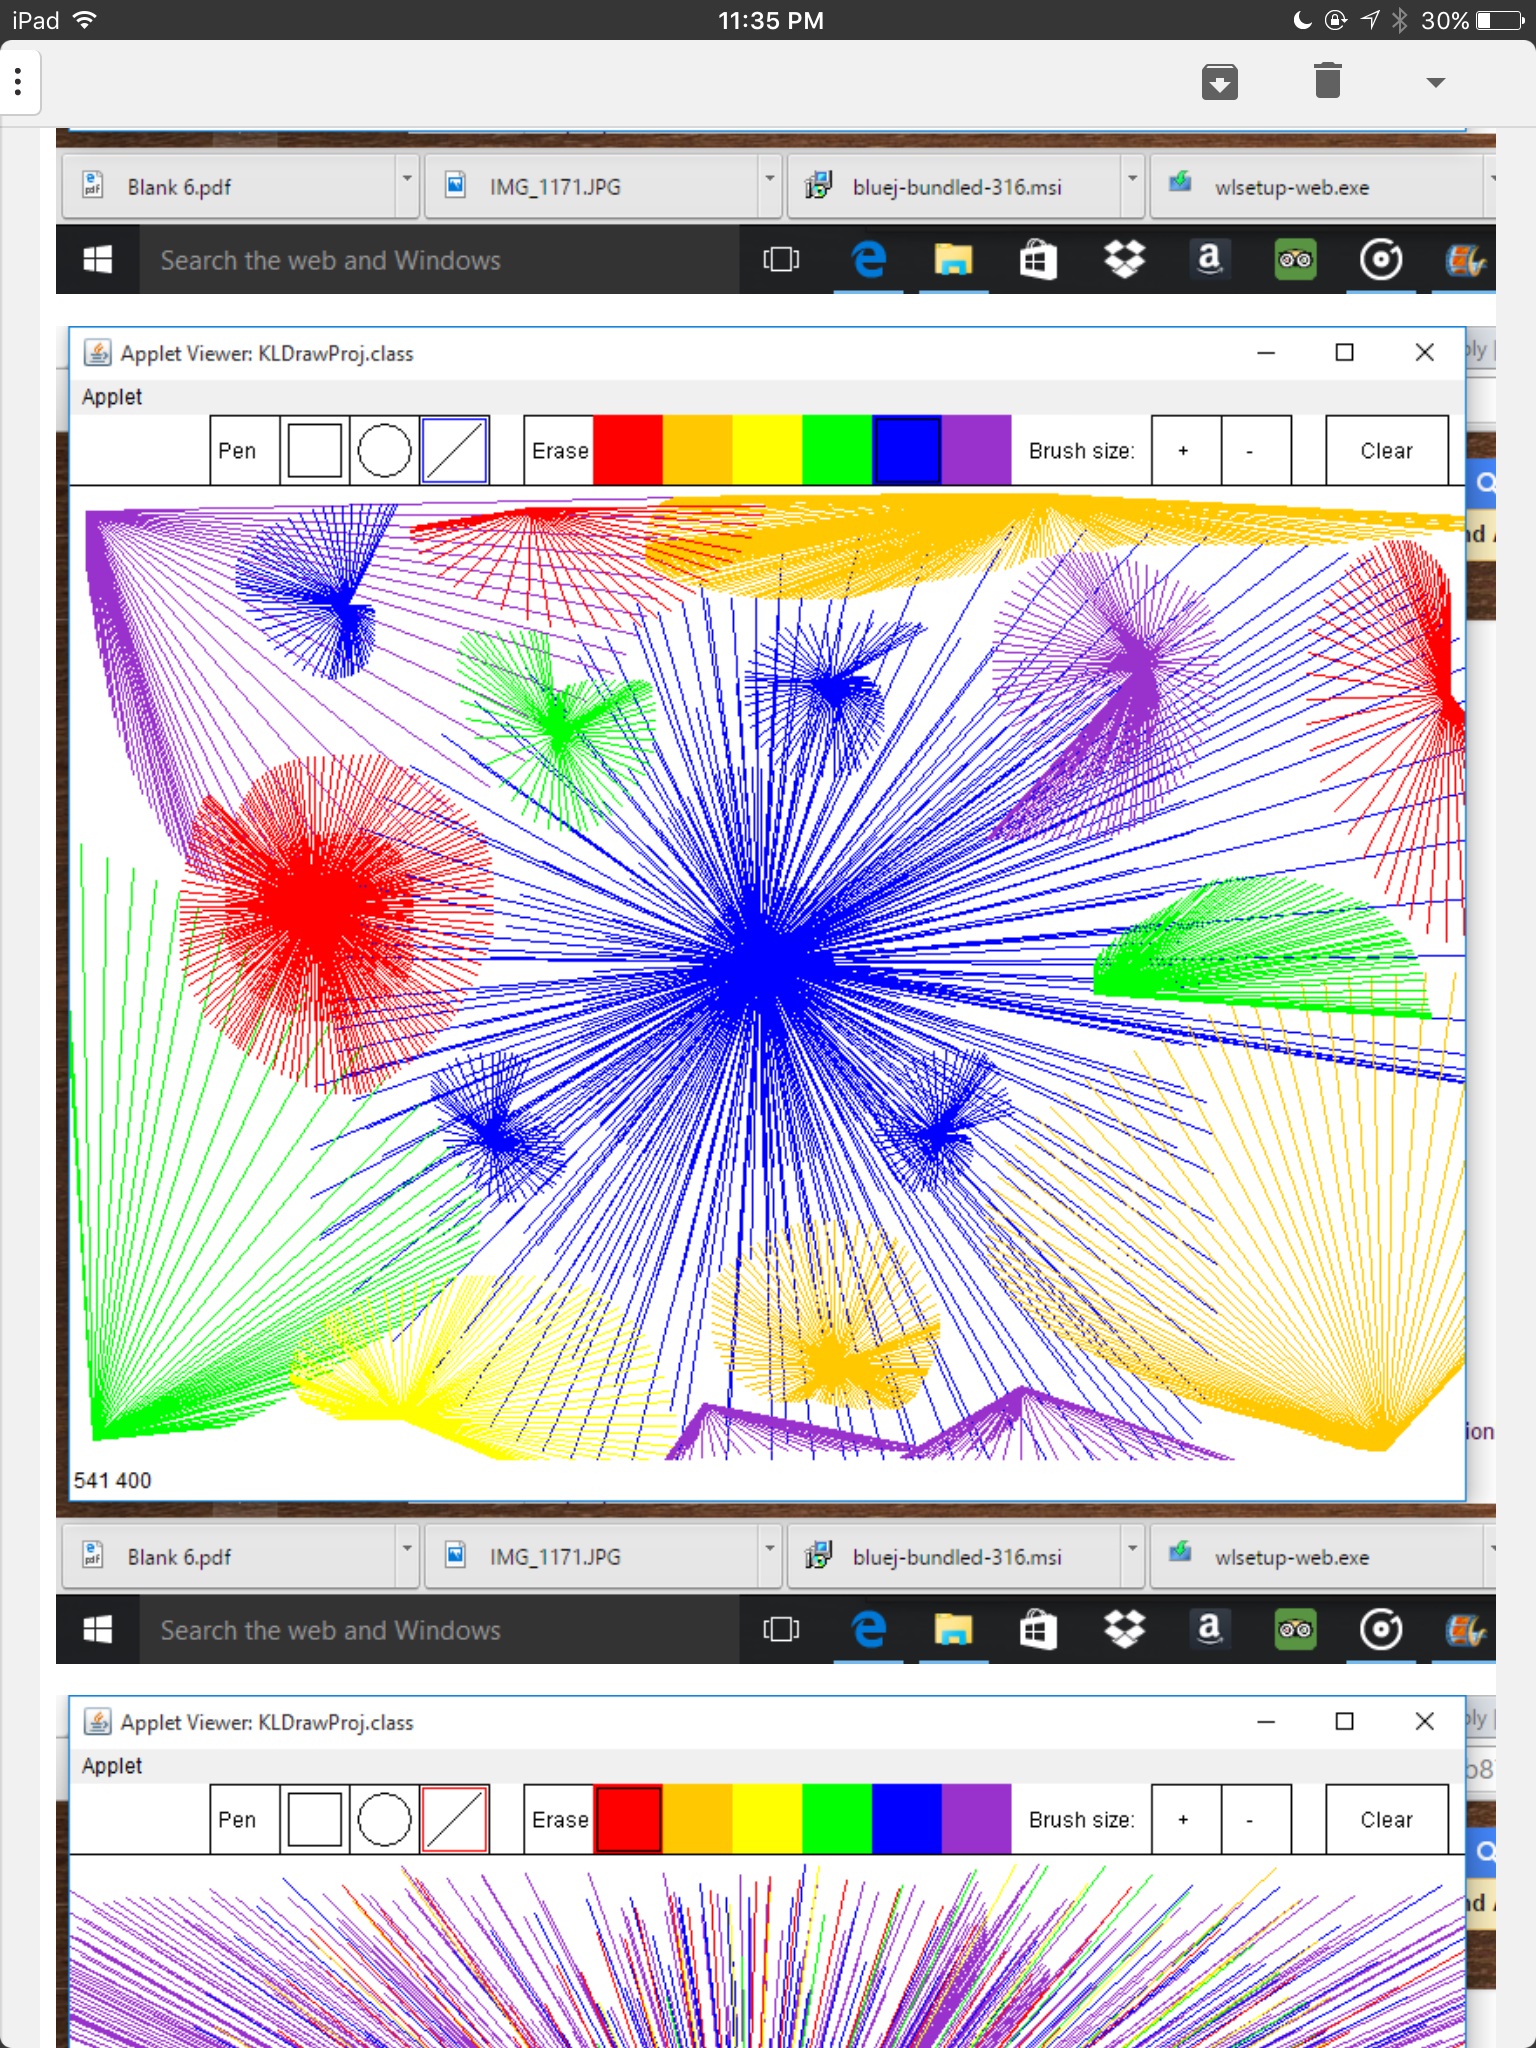 iPad 11:35 PM 30%
Blank 6.pdf IMG_1171.JPG bluej-bundled-316.msi wlsetup-web.exe
Search the web and Windows
Applet Viewer: KLDrawProj.class
Applet
Pen Erase Brush size: + - Clear
541 400
ion
Blank 6.pdf IMG_1171.JPG bluej-bundled-316.msi wlsetup-web.exe
Search the web and Windows
Applet Viewer: KLDrawProj.class
Applet
Pen Erase Brush size: + - Clear